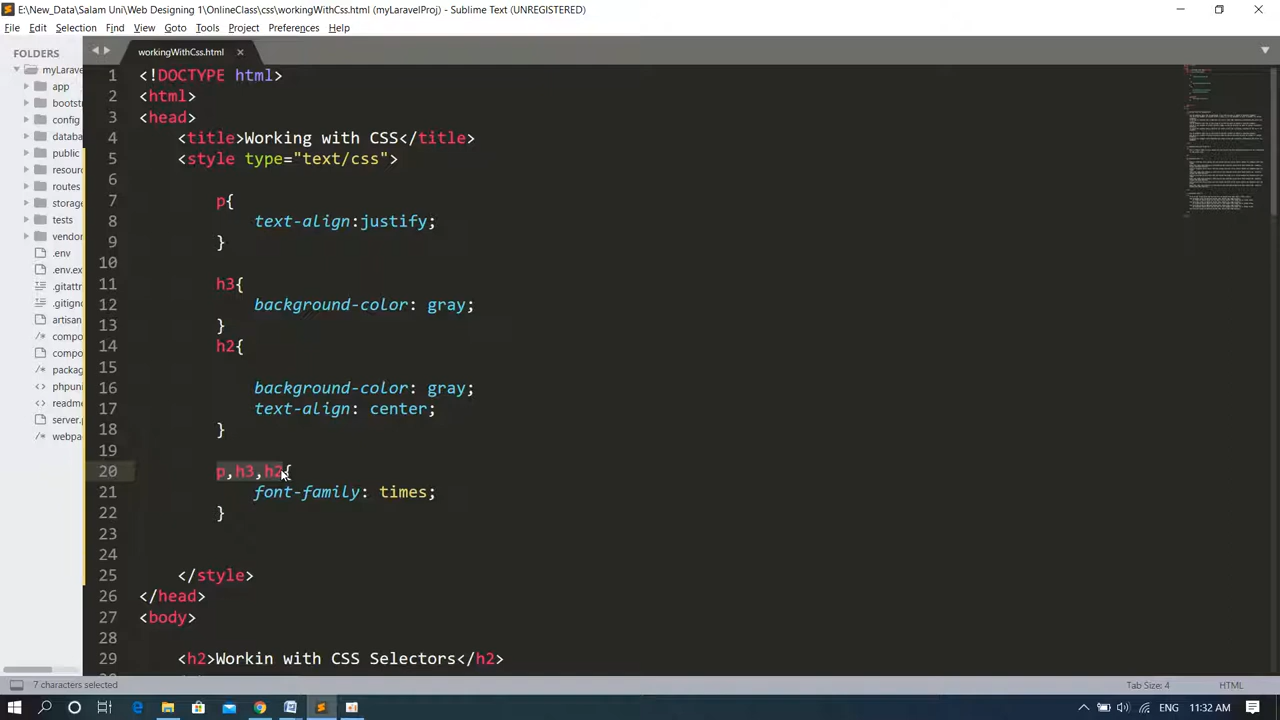 E:\New_Data\Salam Uni\Web Designing 1\OnlineClass\css\workingWithCss.html (myLaravelProj) - Sublime Text (UNREGISTERED)
File Edit Selection Find View Goto Tools Project Preferences Help
FOLDERS
workingWithCss.html
myLarave
app
bootstr
config
databa
public
resour
routes
storage
tests
vendor
.env
.env.ex
.gitattr
.gitigno
artisan
compo
compo
packag
phpuni
readme
server.p
webpa
1 <!DOCTYPE html>
2 <html>
3 <head>
4 <title>Working with CSS</title>
5 <style type="text/css">
6
7 p{
8 text-align:justify;
9 }
10
11 h3{
12 background-color: gray;
13 }
14 h2{
15
16 background-color: gray;
17 text-align: center;
18 }
19
20 p,h3,h2{
21 font-family: times;
22 }
23
24
25 </style>
26 </head>
27 <body>
28
29 <h2>Workin with CSS Selectors</h2>
7 characters selected
Tab Size: 4
HTML
ENG
11:32 AM